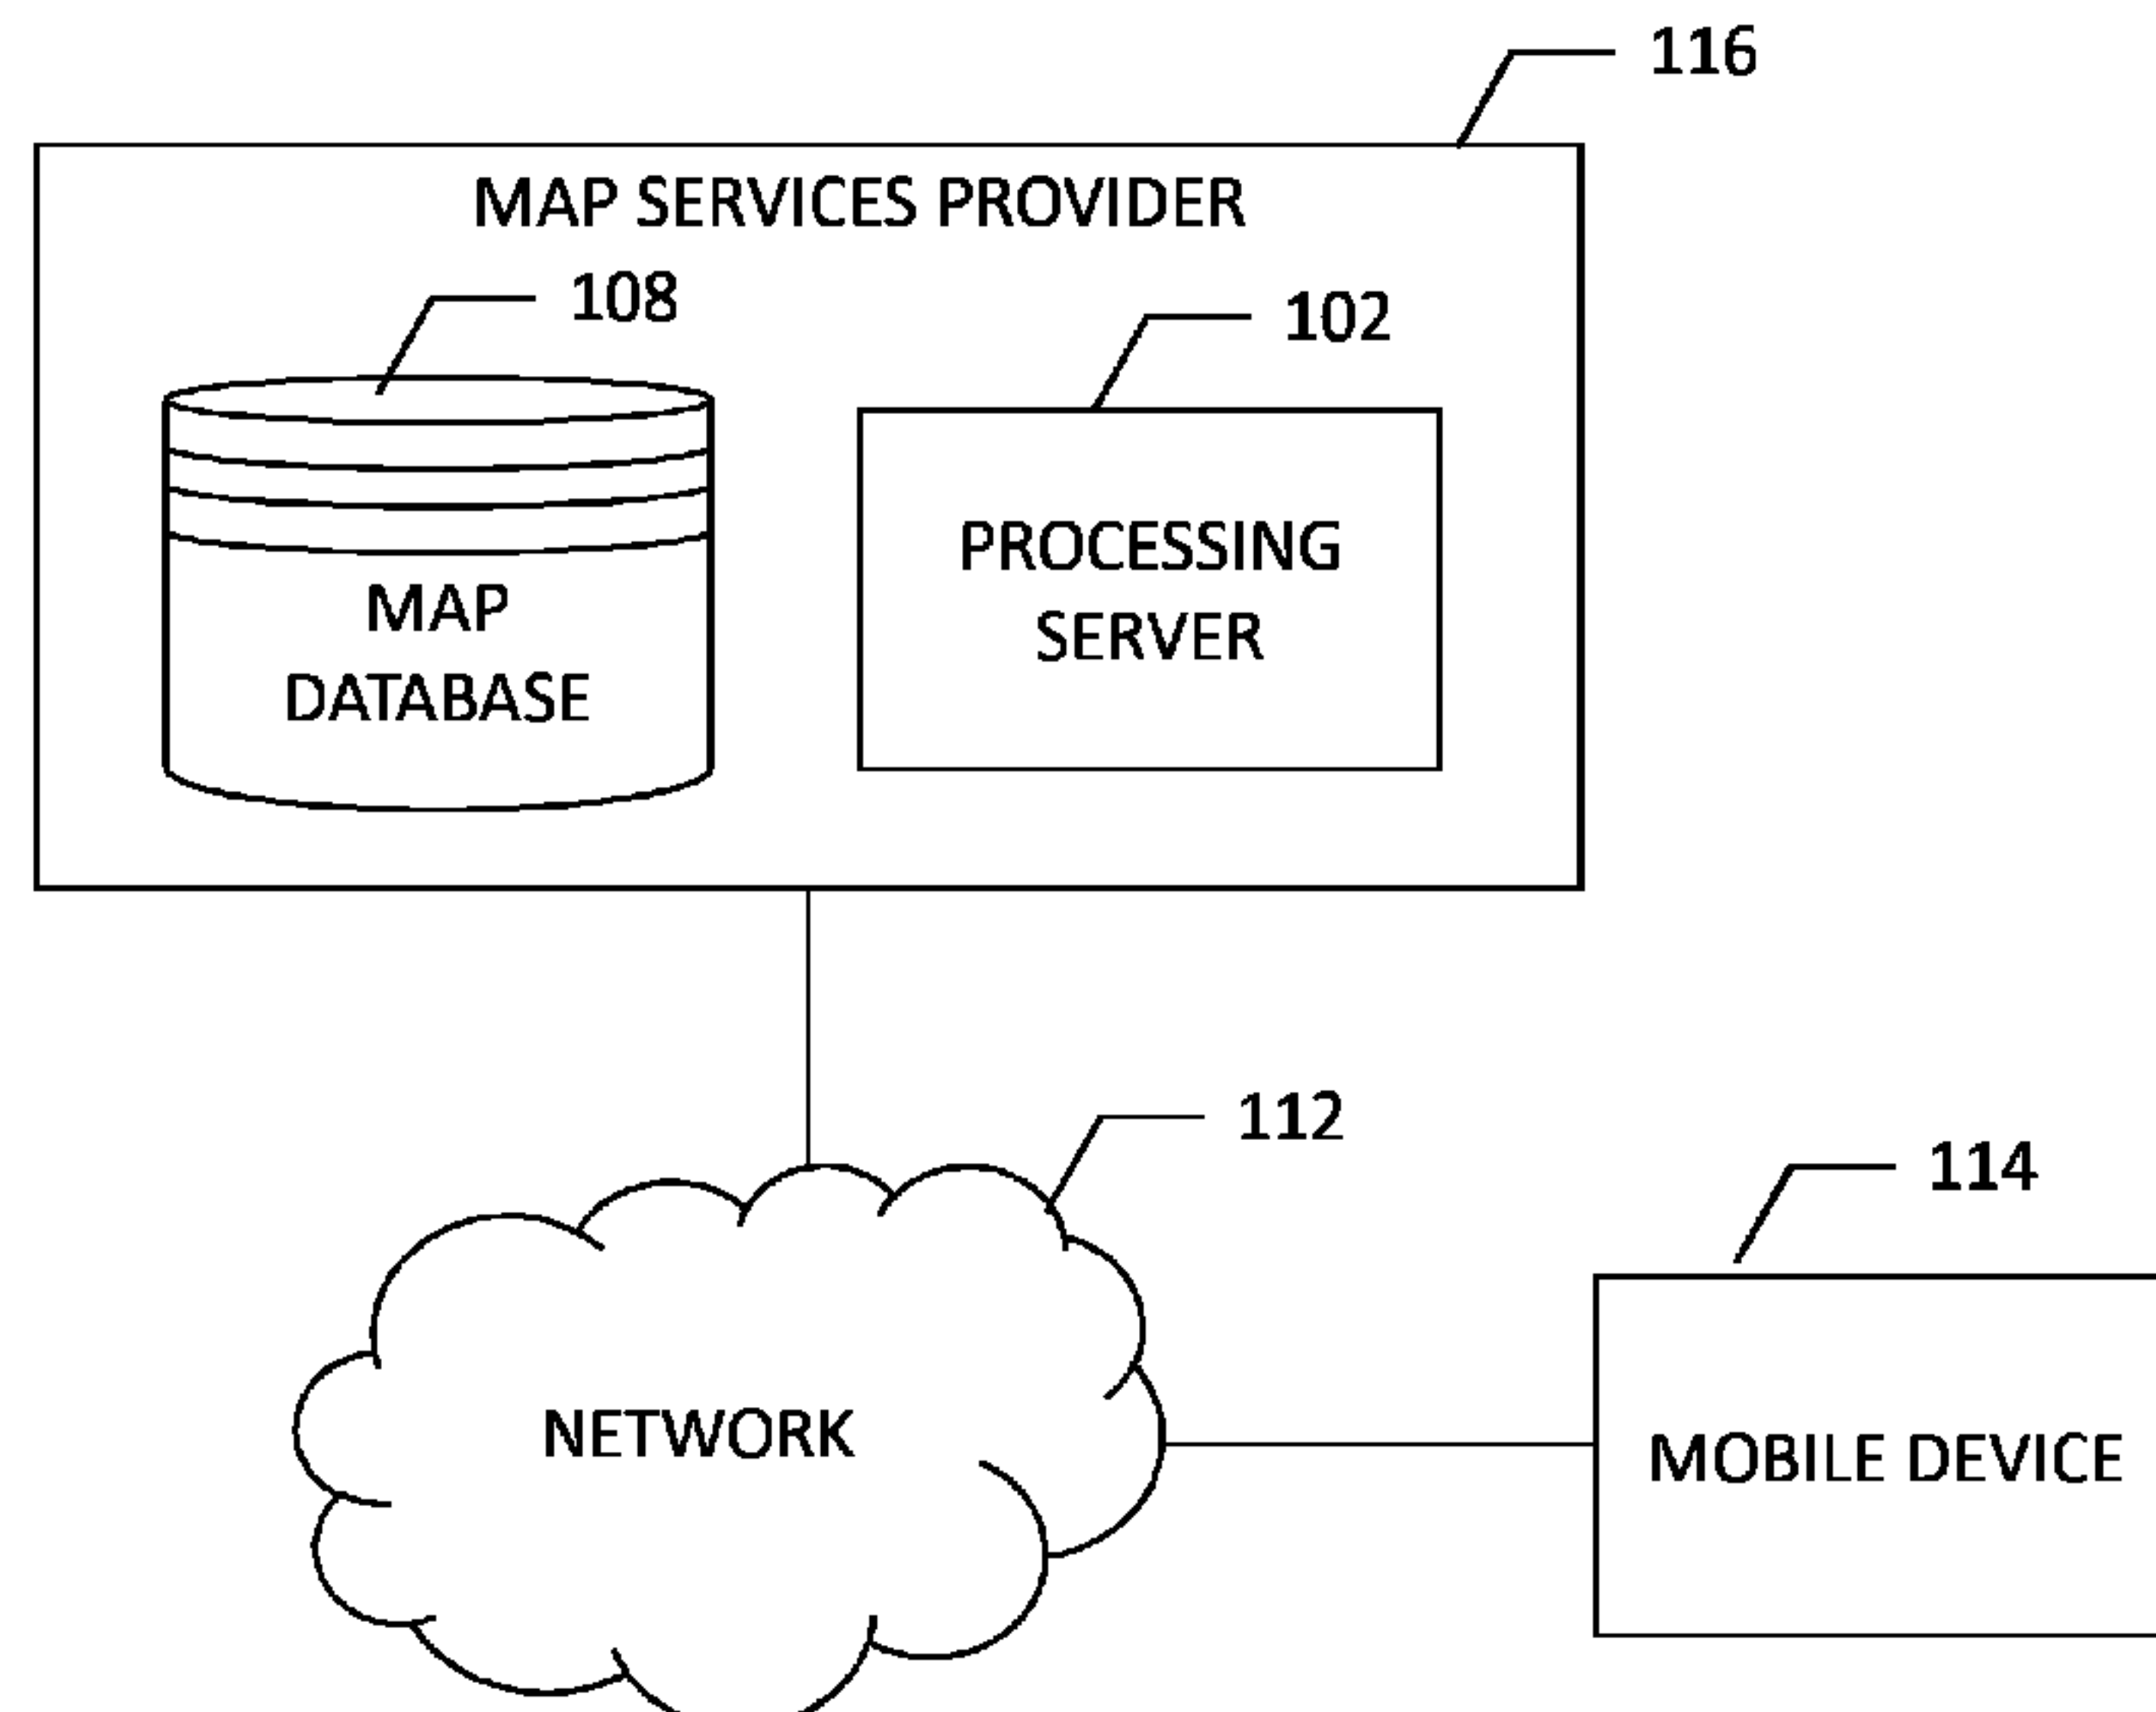 116
MAP SERVICES PROVIDER
108
102
PROCESSING
SERVER
MAP
DATABASE
112
114
NETWORK
MOBILE DEVICE